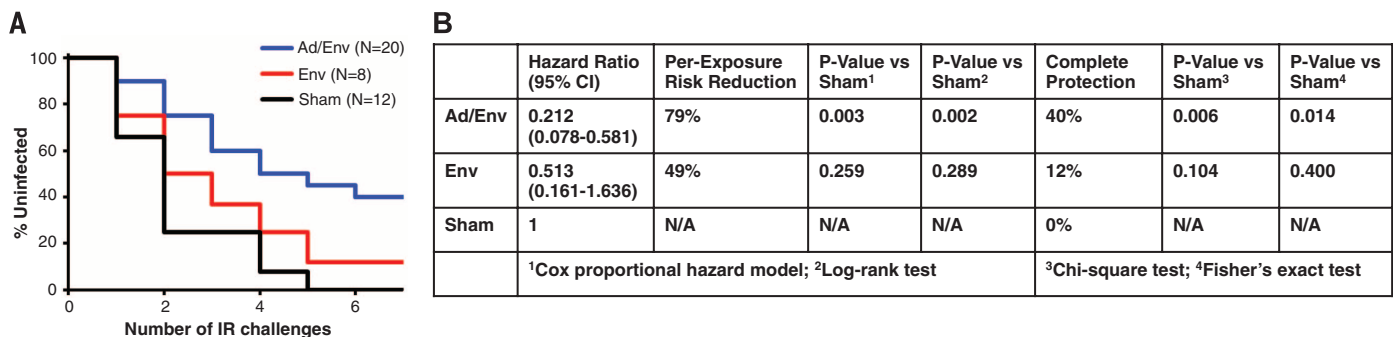 A
% Uninfected
100
80
60
40
20
0
0
2
4
6
Number of IR challenges
Ad/Env (N=20)
Env (N=8)
Sham (N=12)
B
Hazard Ratio (95% CI)
Per-Exposure Risk Reduction
P-Value vs Sham¹
P-Value vs Sham²
Complete Protection
P-Value vs Sham³
P-Value vs Sham⁴
Ad/Env
0.212 (0.078-0.581)
79%
0.003
0.002
40%
0.006
0.014
Env
0.513 (0.161-1.636)
49%
0.259
0.289
12%
0.104
0.400
Sham
1
N/A
N/A
N/A
0%
N/A
N/A
¹Cox proportional hazard model; ²Log-rank test
³Chi-square test; ⁴Fisher's exact test